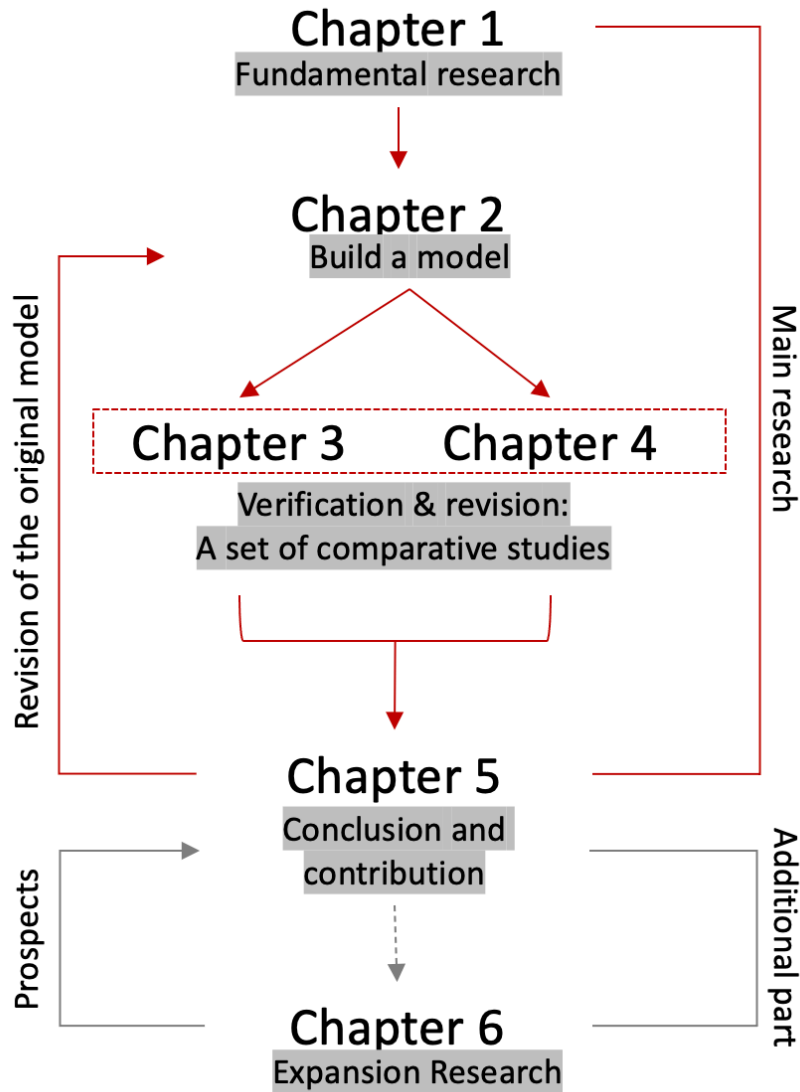 Chapter 1
Fundamental research
Chapter 2
Build a model
Chapter 3
Chapter 4
Verification & revision:
A set of comparative studies
Revision of the original model
Main research
Chapter 5
Conclusion and
contribution
Prospects
Additional part
Chapter 6
Expansion Research